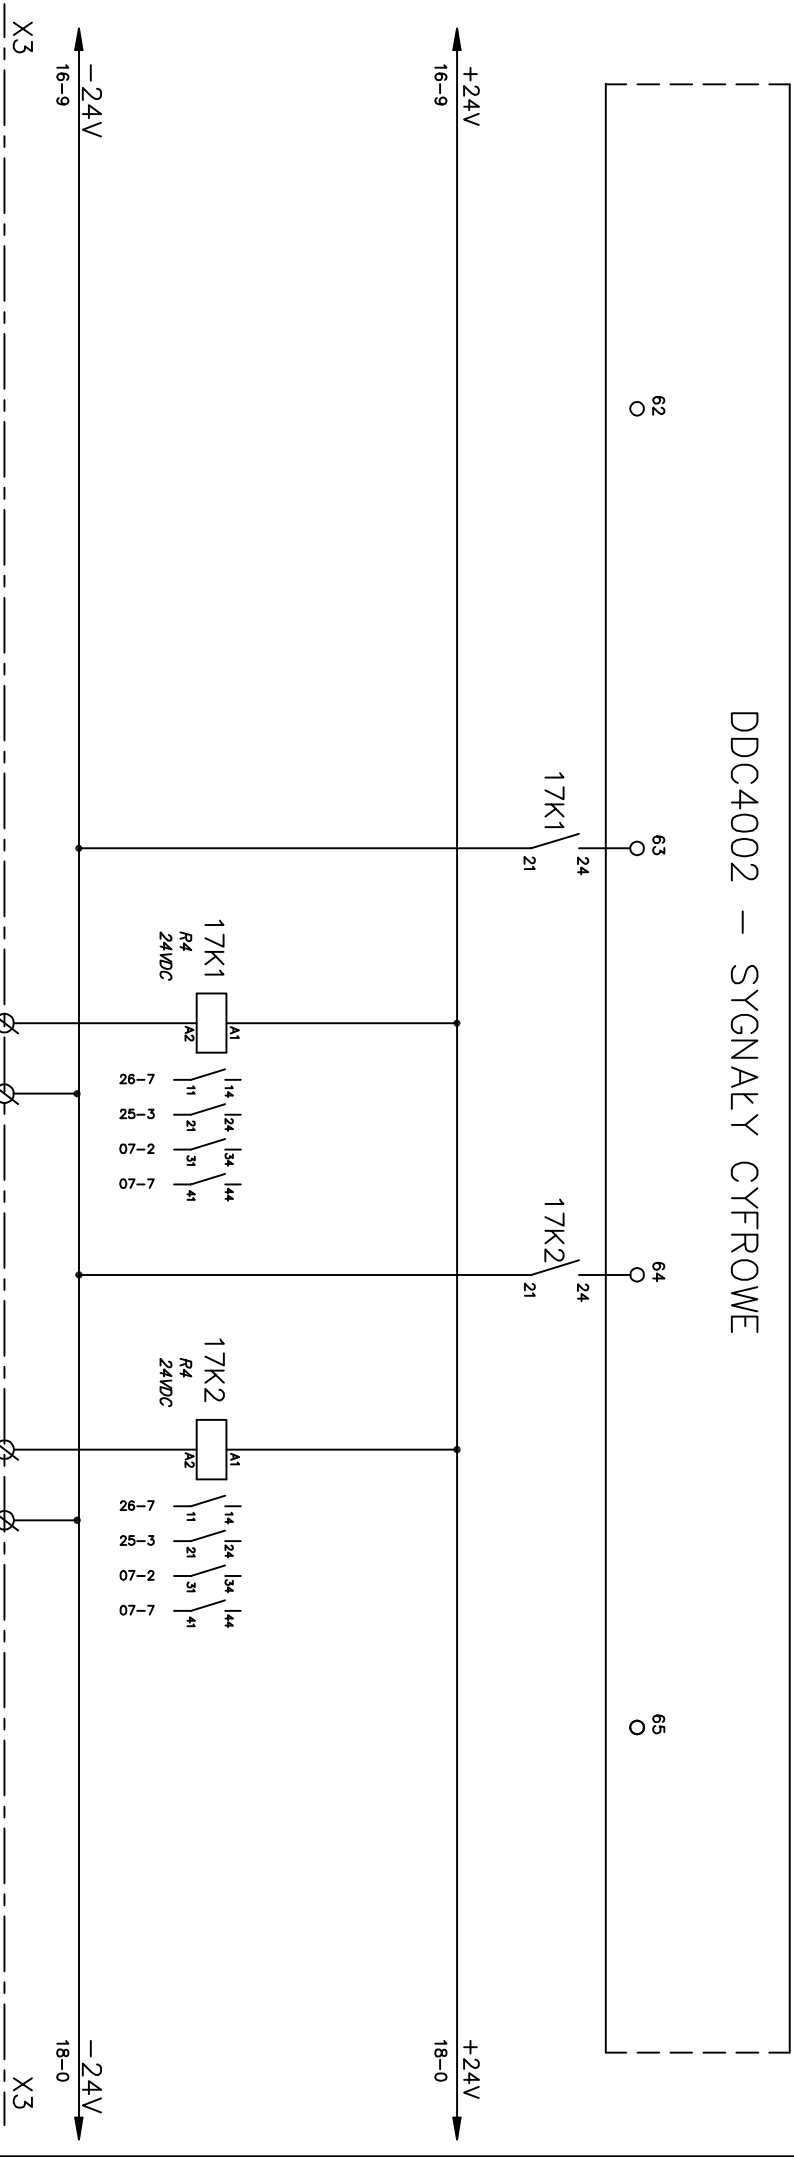 DDC4002 – SYGNAŁY CYFROWE
62
63
64
65
17K1
24
21
17K2
24
21
+24V
16-9
+24V
18-0
17K1
R4
24VDC
A1
A2
14
11
26-7
24
21
25-3
34
31
07-2
44
41
07-7
17K2
R4
24VDC
A1
A2
14
11
26-7
24
21
25-3
34
31
07-2
44
41
07-7
-24V
16-9
-24V
18-0
X3
X3